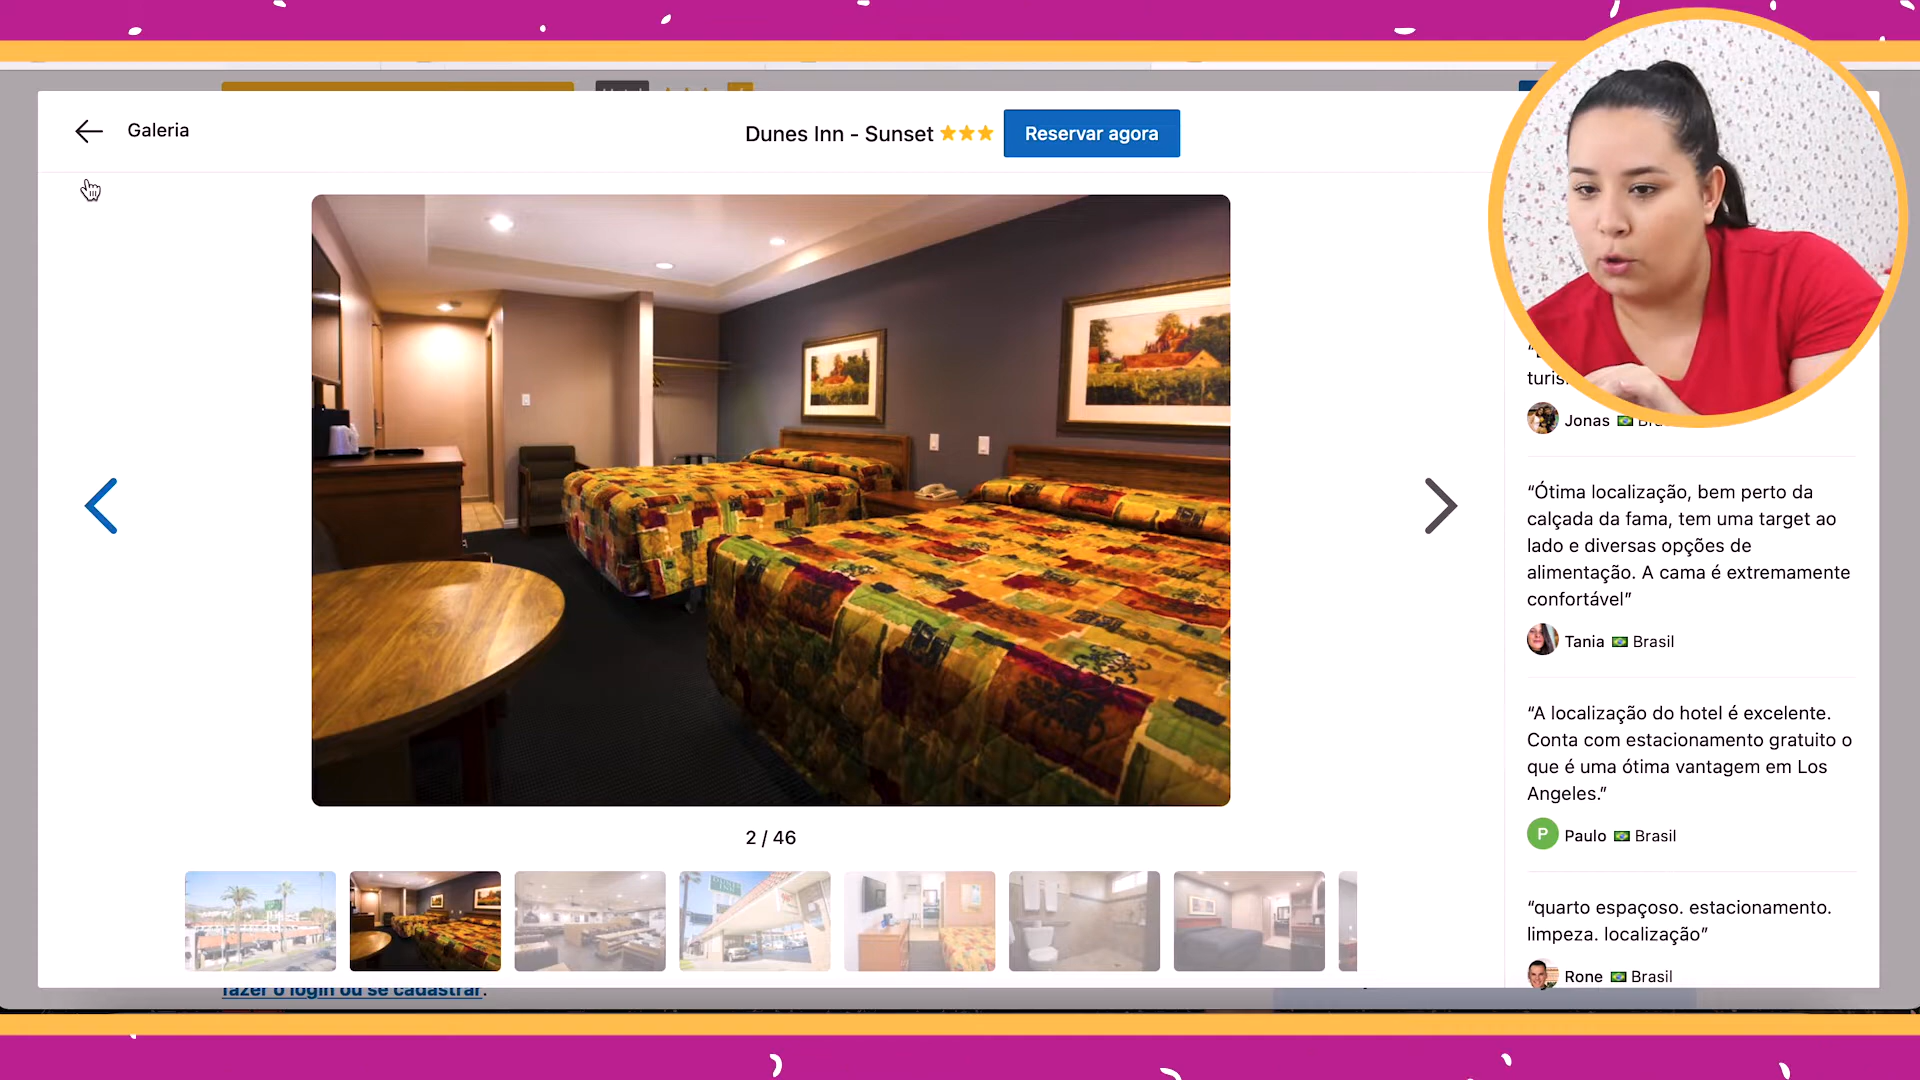 Galeria
Dunes Inn - Sunset
Reservar agora
turis
Jonas
“Ótima localização, bem perto da
calçada da fama, tem uma target ao
lado e diversas opções de
alimentação. A cama é extremamente
confortável”
Tania Brasil
“A localização do hotel é excelente.
Conta com estacionamento gratuito o
que é uma ótima vantagem em Los
Angeles.”
P Paulo Brasil
“quarto espaçoso. estacionamento.
limpeza. localização”
Rone Brasil
2 / 46
fazer o login ou se cadastrar.